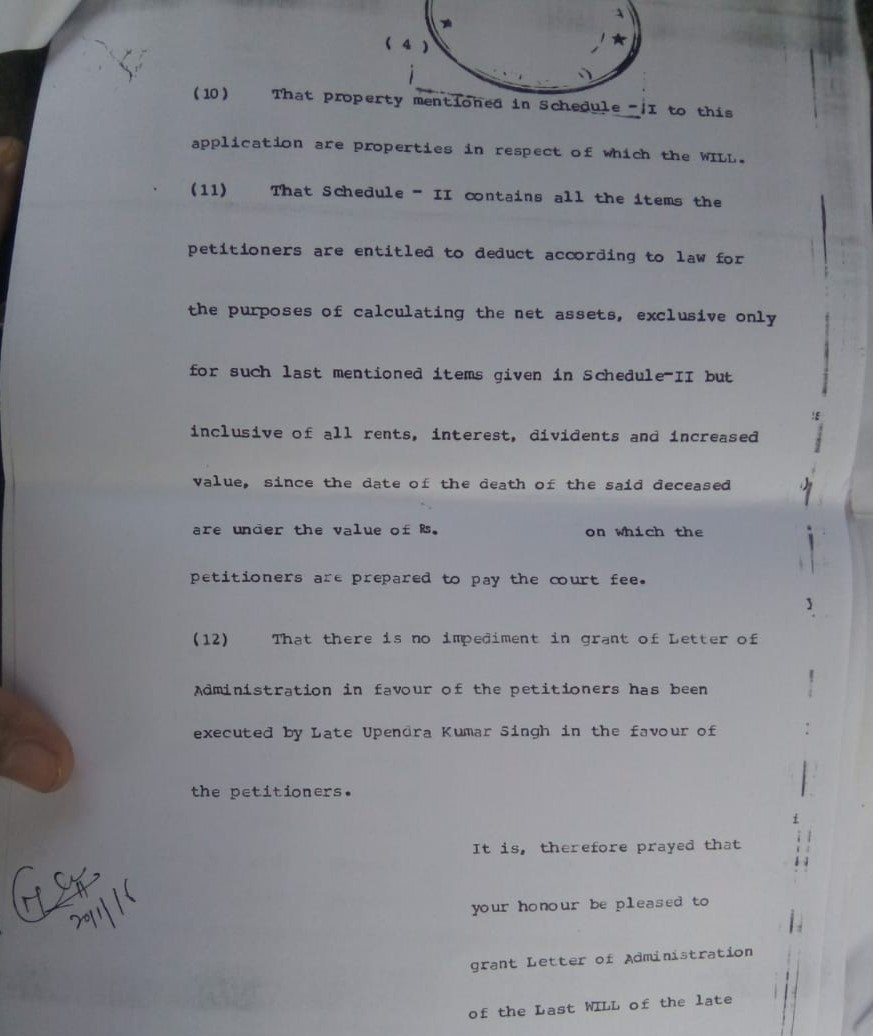 ( 4 )
(10) That property mentioned in Schedule -II to this
application are properties in respect of which the WILL.
(11) That Schedule - II contains all the items the
petitioners are entitled to deduct according to law for
the purposes of calculating the net assets, exclusive only
for such last mentioned items given in Schedule-II but
inclusive of all rents, interest, dividents and increased
value, since the date of the death of the said deceased
are under the value of Rs. on which the
petitioners are prepared to pay the court fee.
(12) That there is no impediment in grant of Letter of
Administration in favour of the petitioners has been
executed by Late Upendra Kumar Singh in the favour of
the petitioners.
It is, therefore prayed that
your honour be pleased to
grant Letter of Administration
of the Last WILL of the late